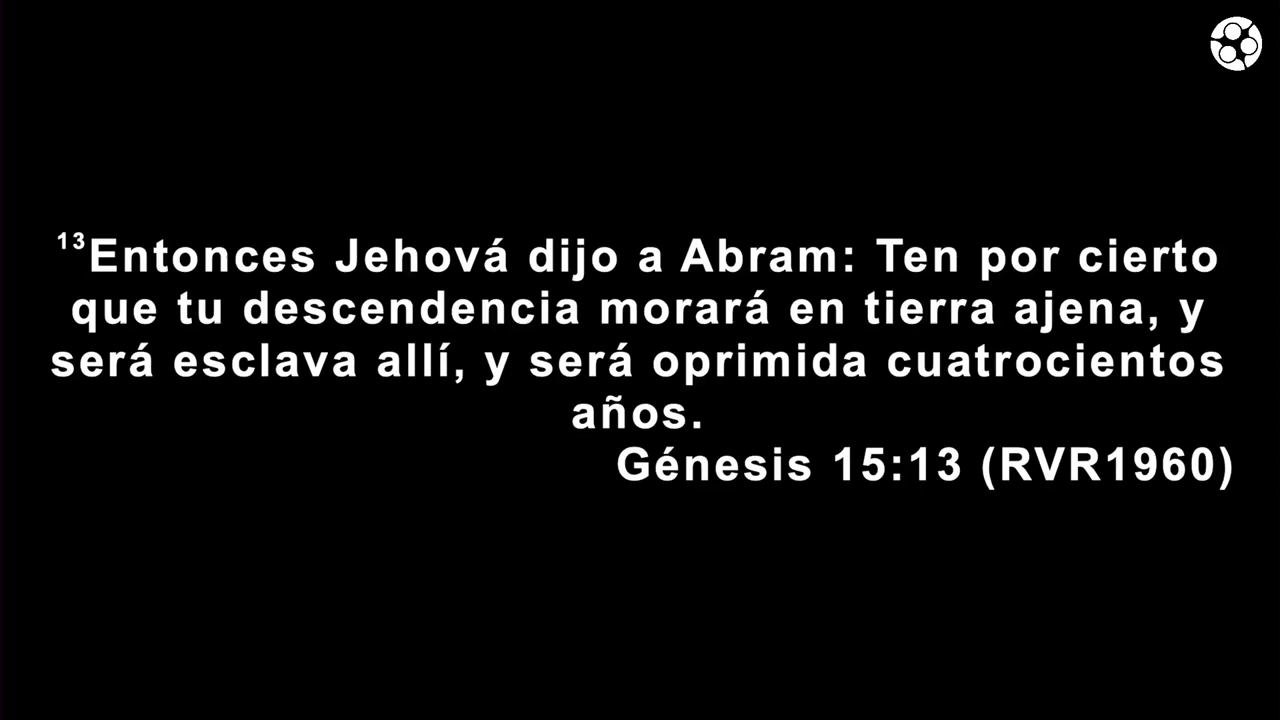 ¹³Entonces Jehová dijo a Abram: Ten por cierto
que tu descendencia morará en tierra ajena, y
será esclava allí, y será oprimida cuatrocientos
años.
Génesis 15:13 (RVR1960)